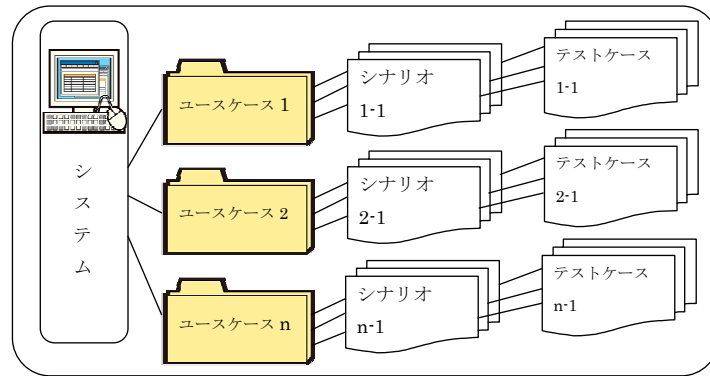 システム
ユースケース 1
シナリオ
1-1
テストケース
1-1
ユースケース 2
シナリオ
2-1
テストケース
2-1
ユースケース n
シナリオ
n-1
テストケース
n-1